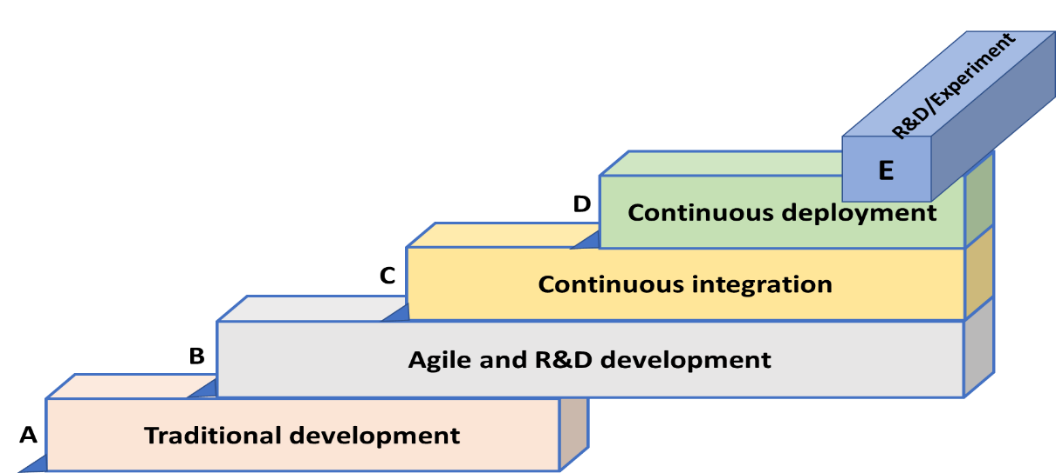 R&D/Experiment
E
D
Continuous deployment
C
Continuous integration
B
Agile and R&D development
A
Traditional development